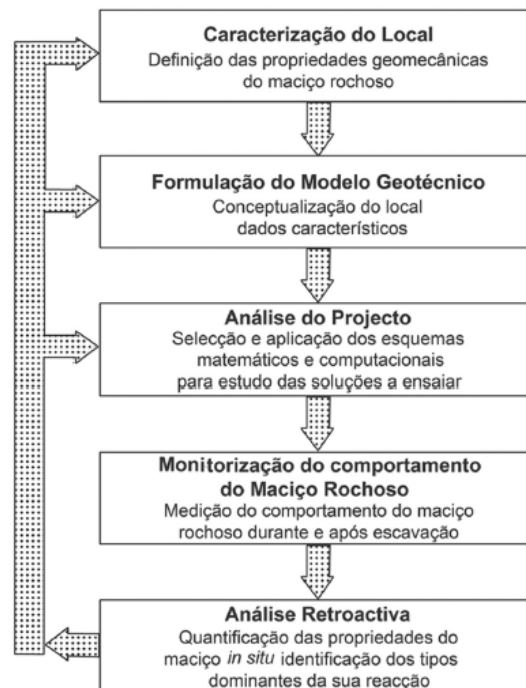 Caracterização do Local
Definição das propriedades geomecânicas
do maciço rochoso
Formulação do Modelo Geotécnico
Conceptualização do local
dados característicos
Análise do Projecto
Selecção e aplicação dos esquemas
matemáticos e computacionais
para estudo das soluções a ensaiar
Monitorização do comportamento
do Maciço Rochoso
Medição do comportamento do maciço
rochoso durante e após escavação
Análise Retroactiva
Quantificação das propriedades do
maciço in situ identificação dos tipos
dominantes da sua reacção